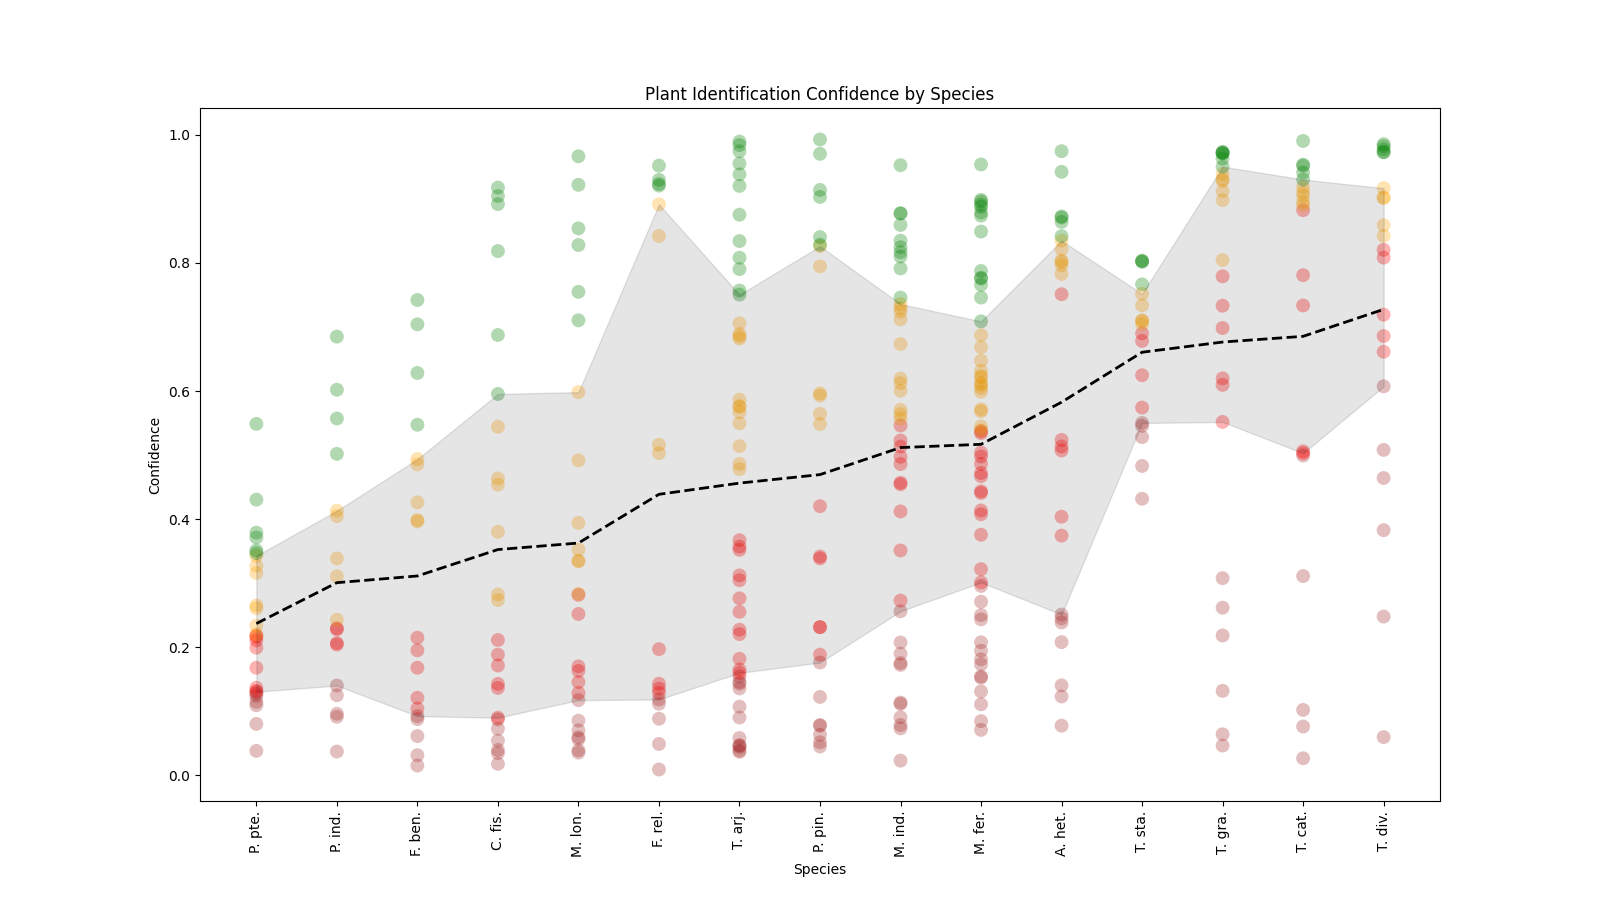 Plant Identification Confidence by Species
Confidence
1.0
0.8
0.6
0.4
0.2
0.0
P. pte.
P. ind.
F. ben.
C. fis.
M. lon.
F. rel.
T. arj.
P. pin.
M. ind.
M. fer.
A. het.
T. sta.
T. gra.
T. cat.
T. div.
Species